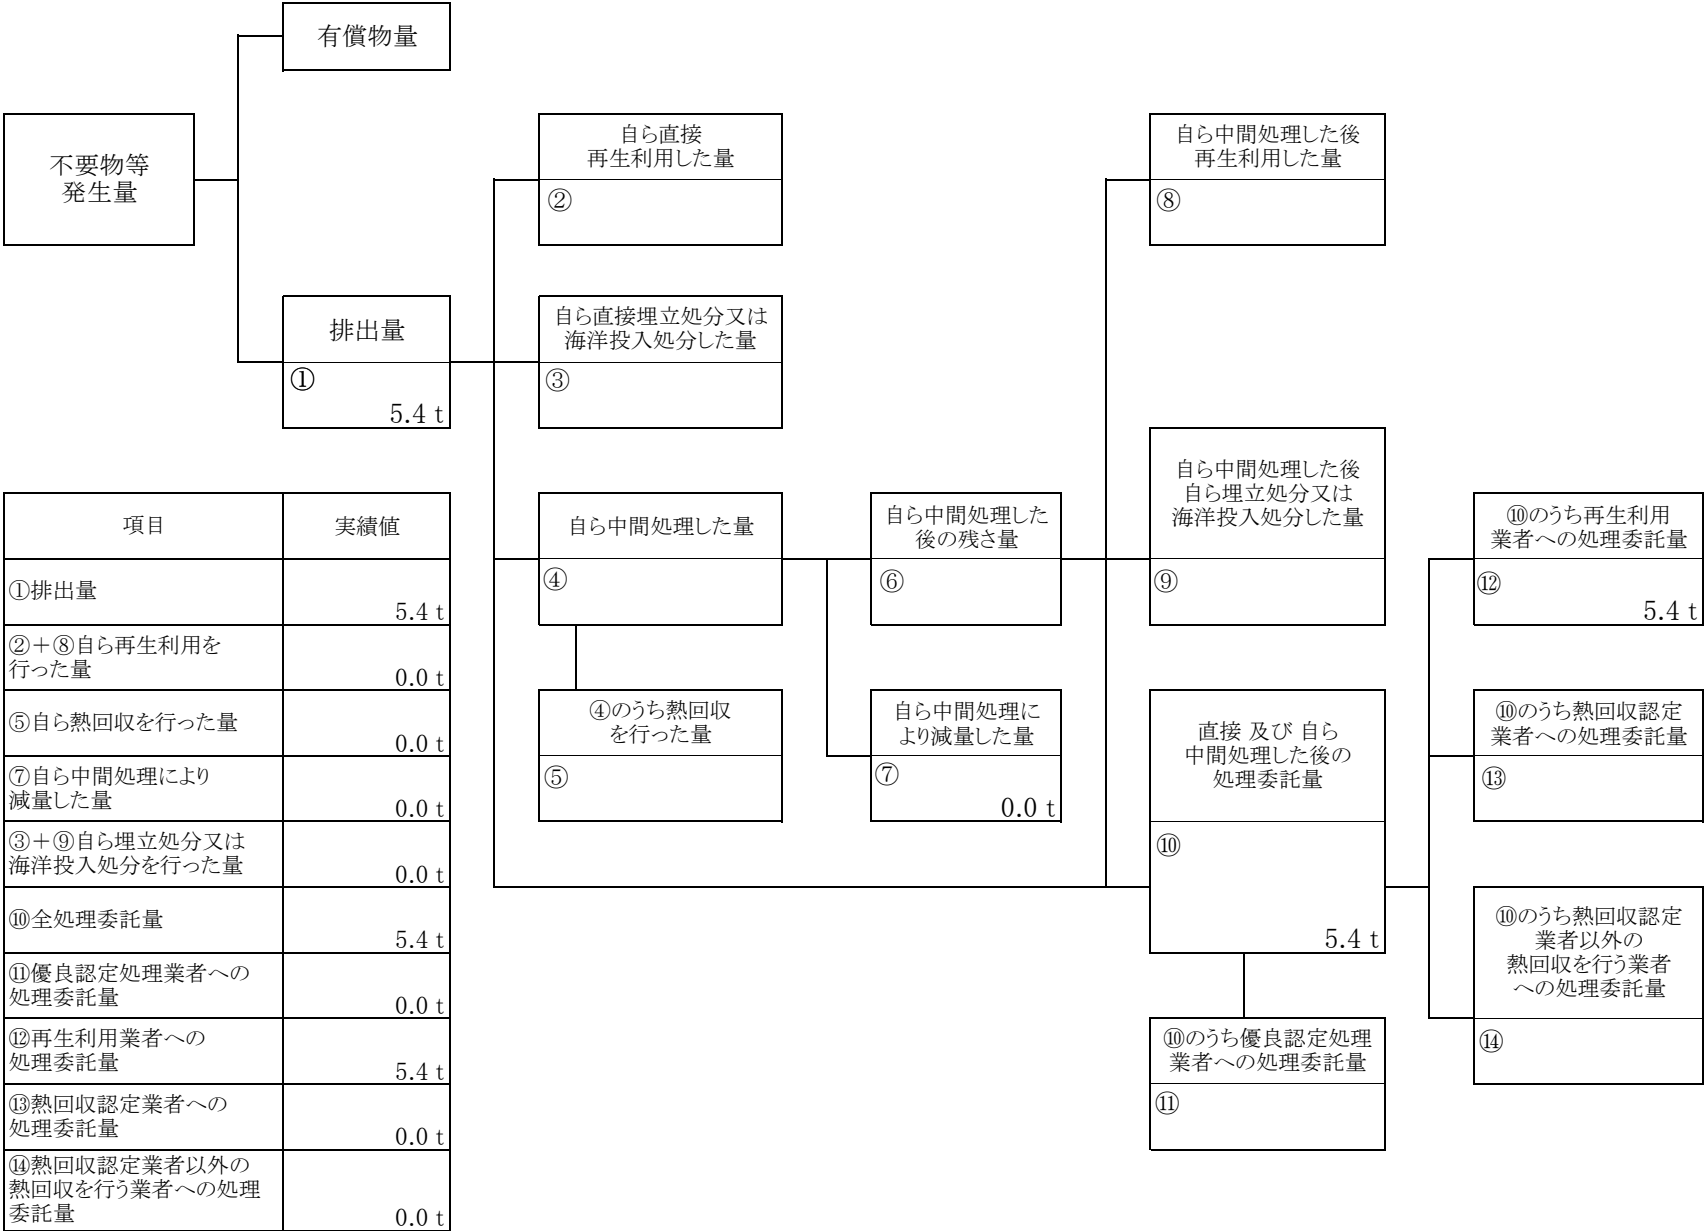 有償物量
不要物等
発生量
排出量
①
5.4 t
自ら直接
再生利用した量
②
自ら直接埋立処分又は
海洋投入処分した量
③
自ら中間処理した量
④
④のうち熱回収
を行った量
⑤
自ら中間処理した
後の残さ量
⑥
自ら中間処理に
より減量した量
⑦
0.0 t
自ら中間処理した後
再生利用した量
⑧
自ら中間処理した後
自ら埋立処分又は
海洋投入処分した量
⑨
直接 及び 自ら
中間処理した後の
処理委託量
⑩
5.4 t
⑩のうち優良認定処理
業者への処理委託量
⑪
⑩のうち再生利用
業者への処理委託量
⑫
5.4 t
⑩のうち熱回収認定
業者への処理委託量
⑬
⑩のうち熱回収認定
業者以外の
熱回収を行う業者
への処理委託量
⑭
項目 実績値
①排出量
5.4 t
②＋⑧自ら再生利用を
行った量
0.0 t
⑤自ら熱回収を行った量
0.0 t
⑦自ら中間処理により
減量した量
0.0 t
③＋⑨自ら埋立処分又は
海洋投入処分を行った量
0.0 t
⑩全処理委託量
5.4 t
⑪優良認定処理業者への
処理委託量
0.0 t
⑫再生利用業者への
処理委託量
5.4 t
⑬熱回収認定業者への
処理委託量
0.0 t
⑭熱回収認定業者以外の
熱回収を行う業者への処理
委託量
0.0 t